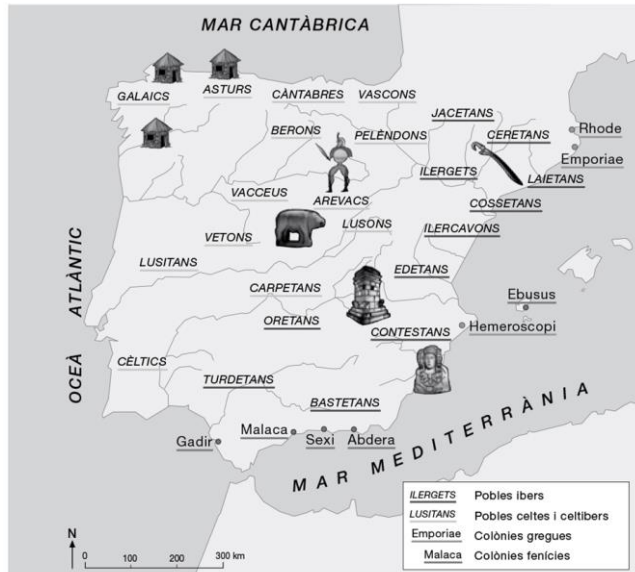 MAR CANTÀBRICA
GALAICS
ASTURS
CÀNTABRES
VASCONS
JACETANS
BERONS
PELÈNDONS
CERETANS
Rhode
Emporiae
ILERGETS
LAIETANS
VACCEUS
AREVACS
COSSETANS
VETONS
LUSONS
ILERCAVONS
LUSITANS
EDETANS
CARPETANS
Ebusus
ORETANS
CONTESTANS
Hemeroscopi
CÈLTICS
TURDETANS
BASTETANS
Gadir
Malaca
Sexi
Abdera
OCEÀ ATLÀNTIC
MAR MEDITERRÀNIA
ILERGETS Pobles ibers
LUSITANS Pobles celtes i celtibers
Emporiae Colònies gregues
Malaca Colònies fenícies
N
0 100 200 300 km